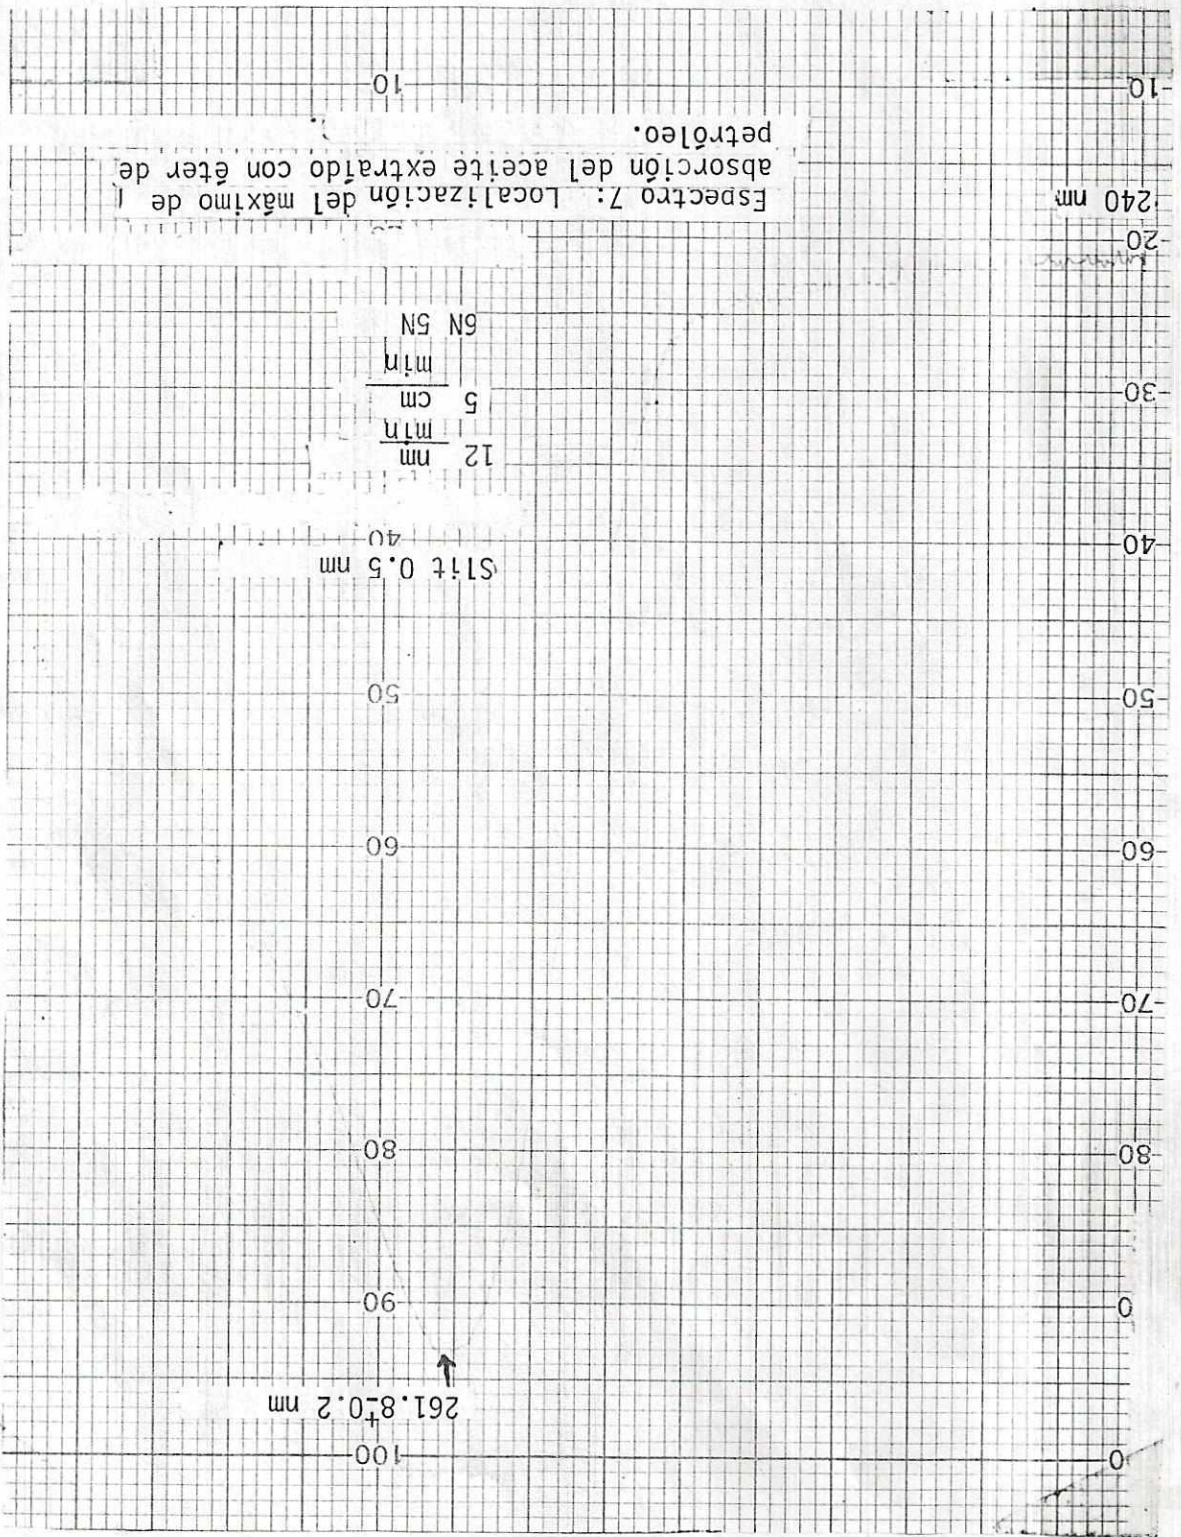 0 100
261.8±0.2 nm
0 90
80 80
70 70
60 60
50 50
Slit 0.5 nm
40 40
12 nm
min
5 cm
min
30
6N 5N
20
240 nm
Espectro 7: Localización del máximo de
absorción del aceite extraído con éter de
petróleo.
10 10